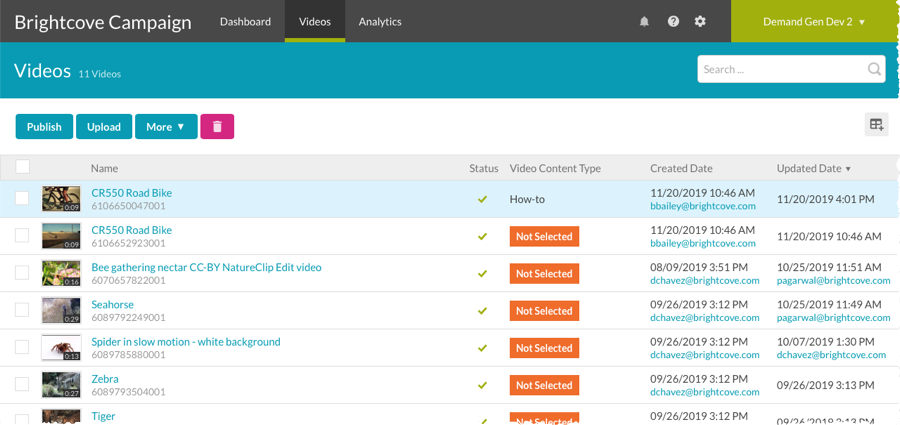 Brightcove Campaign Dashboard Videos Analytics Demand Gen Dev 2
Videos 11 Videos Search ...
Publish Upload More
Name Status Video Content Type Created Date Updated Date
CR550 Road Bike 11/20/2019 10:46 AM
0:09 6106650047001 How-to bbailey@brightcove.com 11/20/2019 4:01 PM
CR550 Road Bike 11/20/2019 10:46 AM
0:09 6106652923001 Not Selected bbailey@brightcove.com 11/20/2019 10:46 AM
Bee gathering nectar CC-BY NatureClip Edit video 08/09/2019 3:51 PM 10/25/2019 11:51 AM
0:16 6070657822001 Not Selected dchavez@brightcove.com pagarwal@brightcove.com
Seahorse 09/26/2019 3:12 PM 10/25/2019 11:49 AM
0:29 6089792249001 Not Selected dchavez@brightcove.com pagarwal@brightcove.com
Spider in slow motion - white background 09/26/2019 3:12 PM 10/07/2019 1:30 PM
0:13 6089785880001 Not Selected dchavez@brightcove.com dchavez@brightcove.com
Zebra 09/26/2019 3:12 PM
0:27 6089793504001 Not Selected dchavez@brightcove.com 09/26/2019 3:13 PM
Tiger 09/26/2019 3:12 PM
Not Selected 09/26/2019 3:13 PM